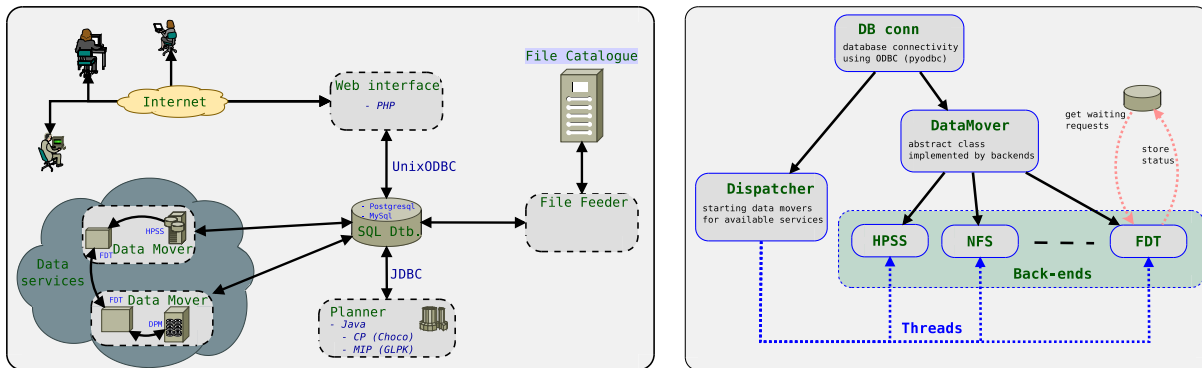 File Catalogue
Web interface
- PHP
Internet
UnixODBC
- Postgresql
- MySql
SQL Dtb.
File Feeder
HPSS
FDT
Data Mover
Data
services
FDT
Data Mover
DPM
JDBC
Planner
- Java
- CP (Choco)
- MIP (GLPK)
DB conn
database connectivity
using ODBC (pyodbc)
DataMover
abstract class
implemented by backends
get waiting
requests
store
status
Dispatcher
starting data movers
for available services
HPSS
NFS
FDT
Back-ends
Threads